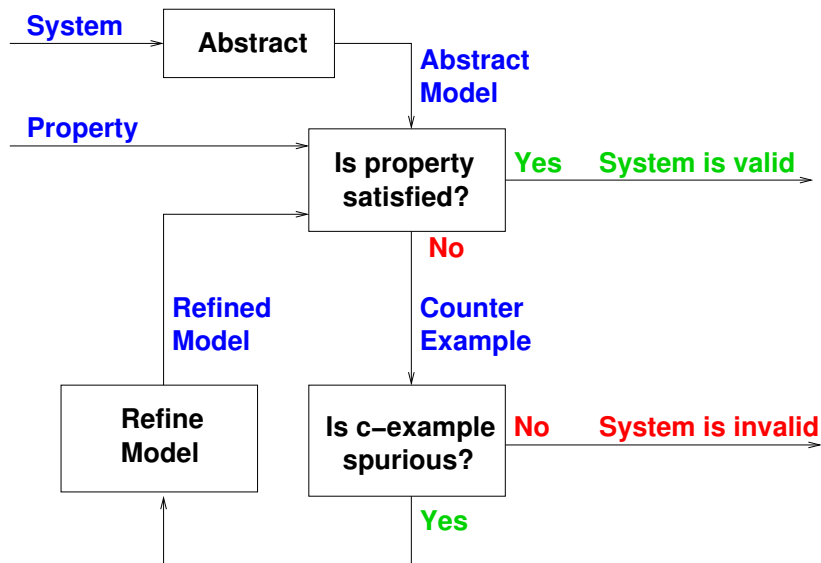 System
Abstract
Abstract
Model
Property
Is property
satisfied?
Yes
System is valid
No
Refined
Model
Counter
Example
Refine
Model
Is c−example
spurious?
No
System is invalid
Yes